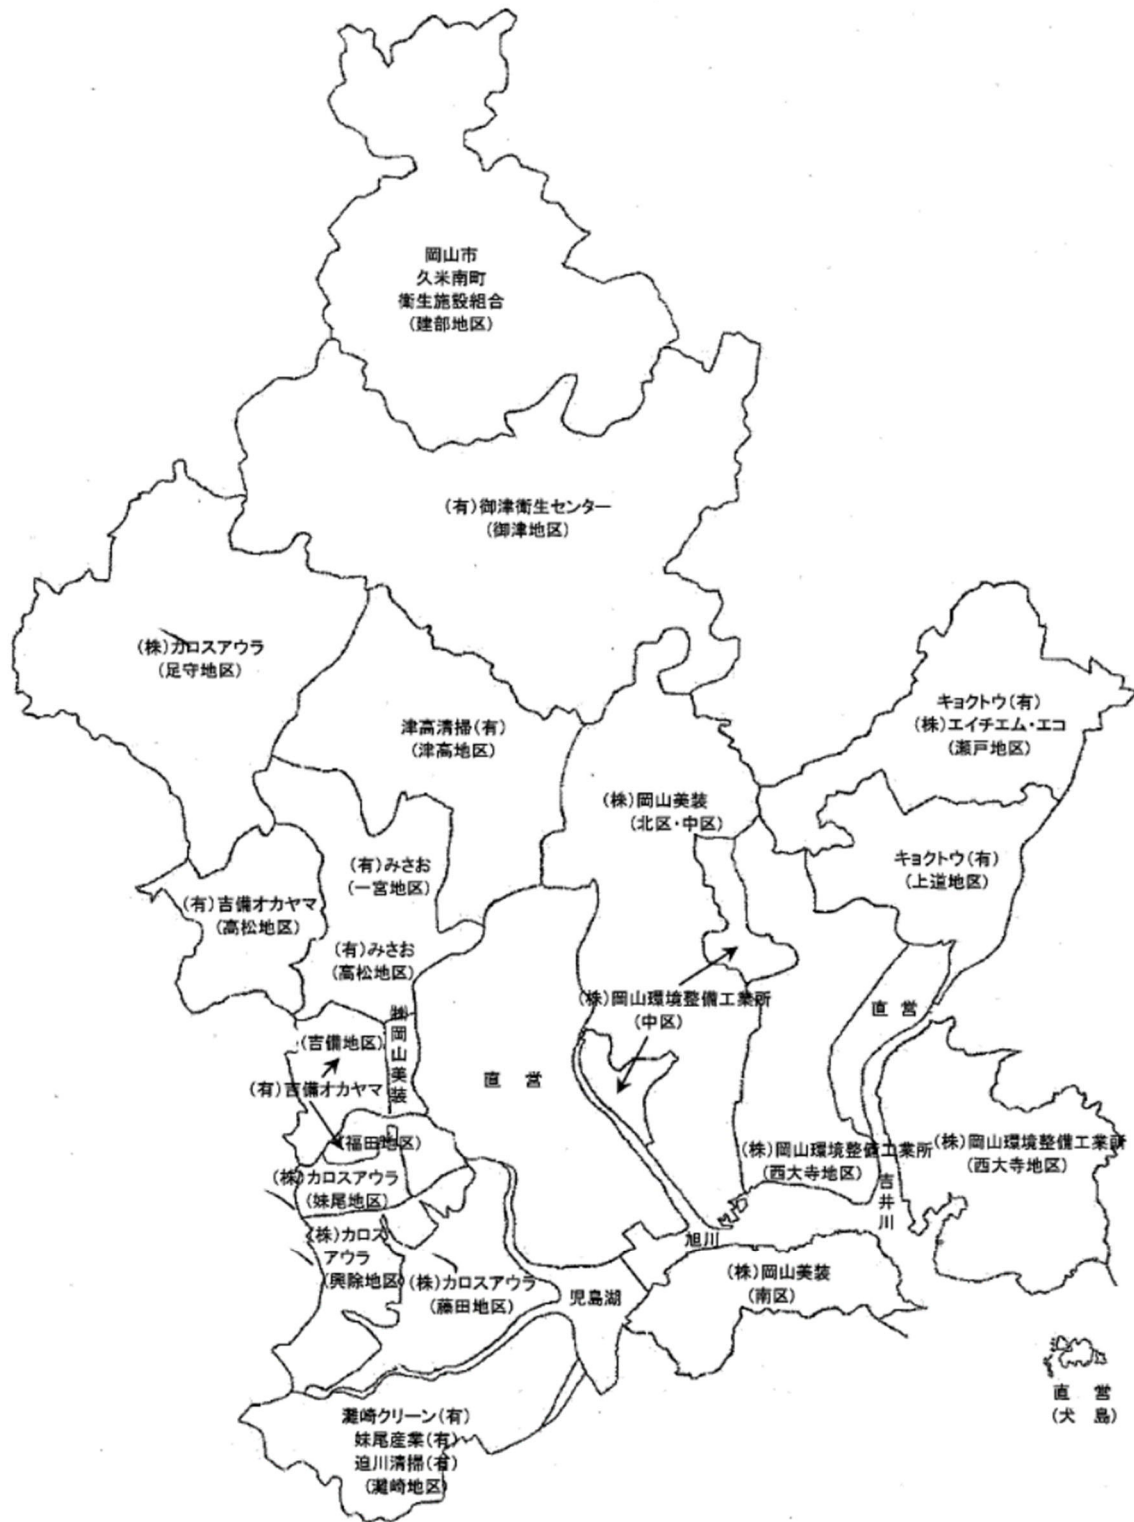 岡山市
久米南町
衛生施設組合
(建部地区)
(有)御津衛生センター
(御津地区)
(株)カロスアウラ
(足守地区)
津高清掃(有)
(津高地区)
キョクトウ(有)
(株)エイチエム・エコ
(瀬戸地区)
(株)岡山美装
(北区・中区)
キョクトウ(有)
(上道地区)
(有)みさお
(一宮地区)
(有)吉備オカヤマ
(高松地区)
(有)みさお
(高松地区)
(株)岡山環境整備工業所
(中区)
直 営
㈱岡山美装
(吉備地区)
(有)吉備オカヤマ
直 営
(福田地区)
(株)カロスアウラ
(妹尾地区)
(株)岡山環境整備工業所
(西大寺地区)
(株)岡山環境整備工業所
(西大寺地区)
吉井川
旭川
(株)カロス
アウラ
(興除地区)
(株)カロスアウラ
(藤田地区)
児島湖
(株)岡山美装
(南区)
直 営
(犬 島)
灘崎クリーン(有)
妹尾産業(有)
迫川清掃(有)
(灘崎地区)